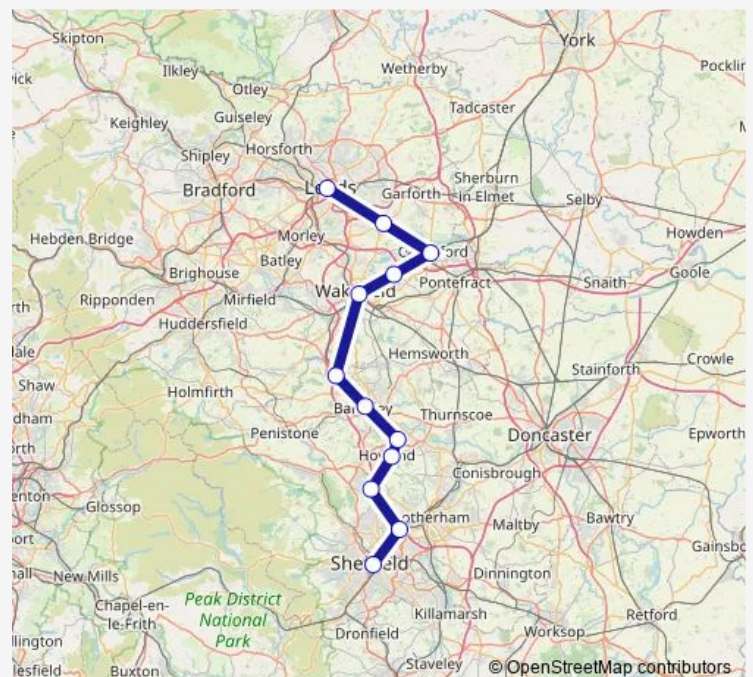 Skipton
York
Wetherby
Pocklin
Ilkley
Otley
Tadcaster
Keighley
Guiseley
Horsforth
Shipley
Bradford
Leeds
Garforth
Sherburn
in Elmet
Selby
Hebden Bridge
Morley
Batley
Howden
Brighouse
Goole
Ripponden
Mirfield
Pontefract
Snaith
Huddersfield
Hemsworth
Stainforth
Crowle
Shaw
Holmfirth
Thurnscoe
Penistone
Doncaster
Epworth
Conisbrough
Glossop
Maltby
Bawtry
New Mills
Dinnington
Gainsbo
Chapel-en-
le-Frith
Peak District
National
Park
Killamarsh
Retford
Dronfield
Worksop
Buxton
Staveley
© OpenStreetMap contributors